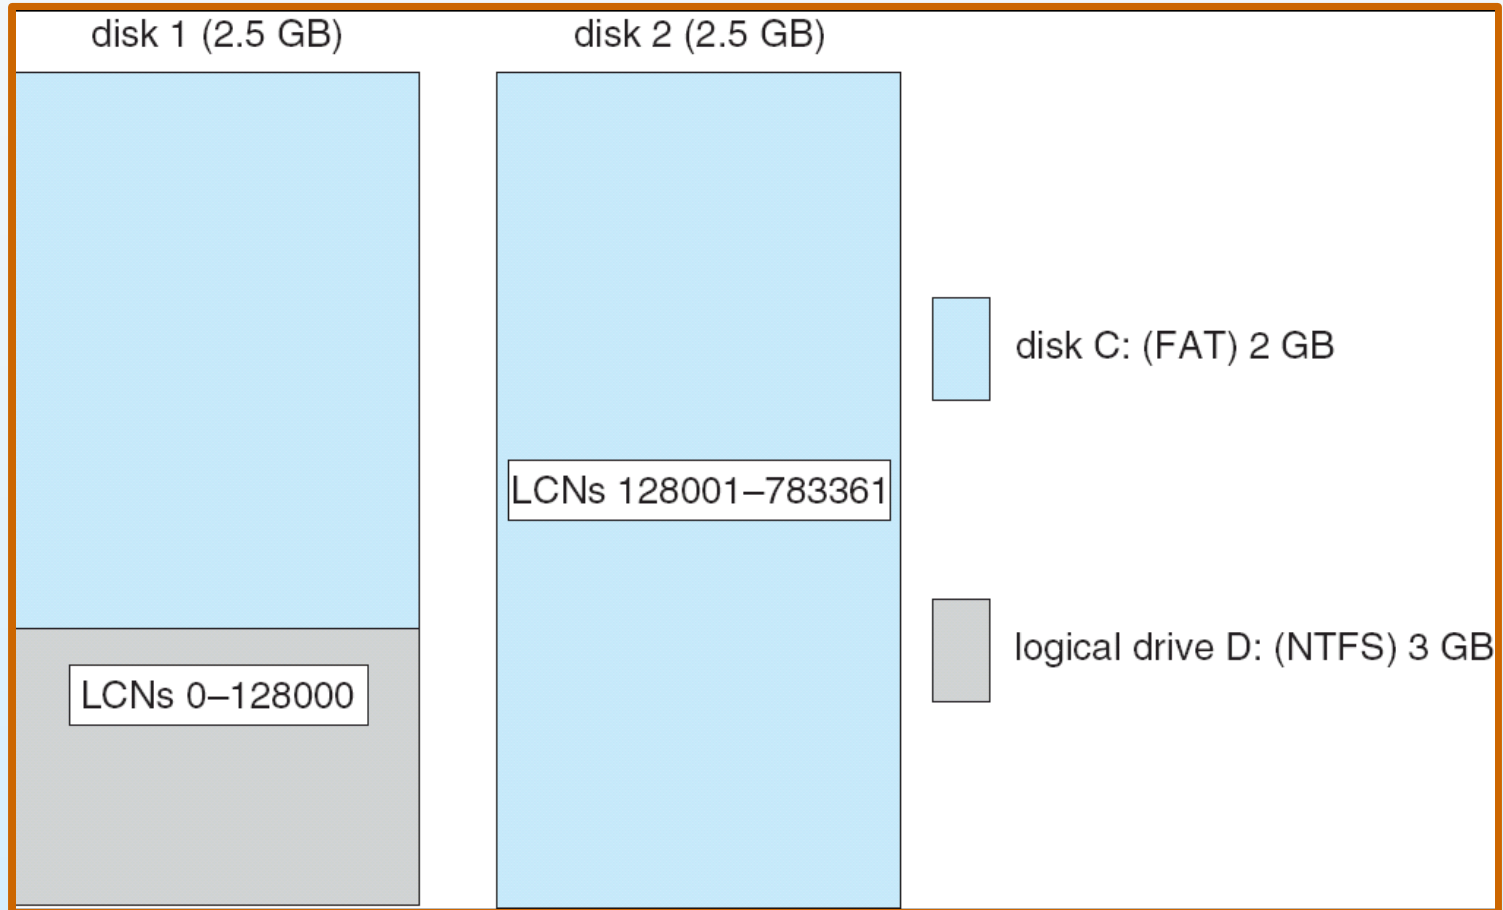 disk 1 (2.5 GB)
disk 2 (2.5 GB)
disk C: (FAT) 2 GB
LCNs 128001–783361
logical drive D: (NTFS) 3 GB
LCNs 0–128000